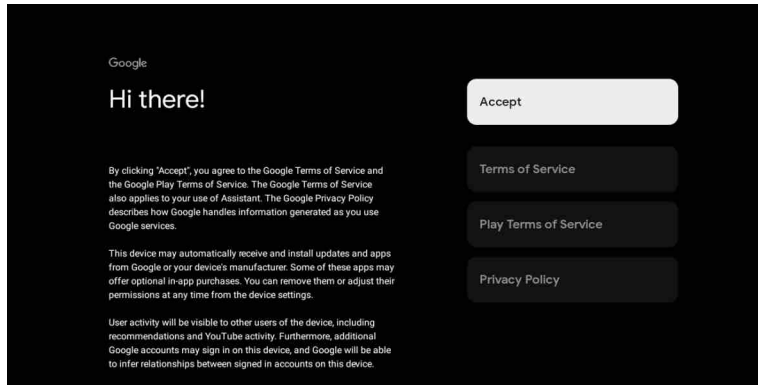 Google
Hi there!
By clicking "Accept", you agree to the Google Terms of Service and
the Google Play Terms of Service. The Google Terms of Service
also applies to your use of Assistant. The Google Privacy Policy
describes how Google handles information generated as you use
Google services.
This device may automatically receive and install updates and apps
from Google or your device's manufacturer. Some of these apps may
offer optional in-app purchases. You can remove them or adjust their
permissions at any time from the device settings.
User activity will be visible to other users of the device, including
recommendations and YouTube activity. Furthermore, additional
Google accounts may sign in on this device, and Google will be able
to infer relationships between signed in accounts on this device.
Accept
Terms of Service
Play Terms of Service
Privacy Policy